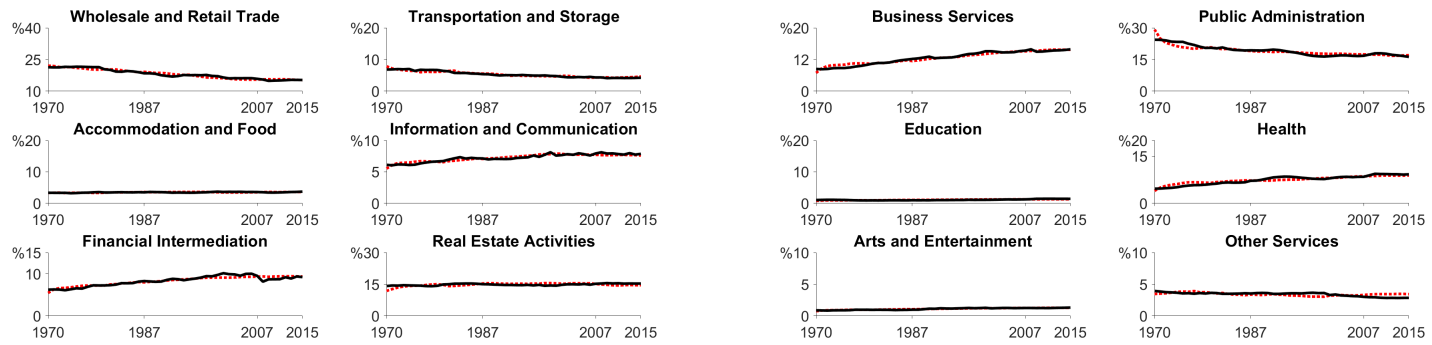 Wholesale and Retail Trade
%40
25
10
1970 1987 2007 2015
Transportation and Storage
%20
10
0
1970 1987 2007 2015
Business Services
%20
12
0
1970 1987 2007 2015
Public Administration
%30
15
0
1970 1987 2007 2015
Accommodation and Food
%20
10
0
1970 1987 2007 2015
Information and Communication
%10
5
0
1970 1987 2007 2015
Education
%20
10
0
1970 1987 2007 2015
Health
%20
15
0
1970 1987 2007 2015
Financial Intermediation
%15
10
0
1970 1987 2007 2015
Real Estate Activities
%30
15
0
1970 1987 2007 2015
Arts and Entertainment
%10
5
0
1970 1987 2007 2015
Other Services
%10
5
0
1970 1987 2007 2015